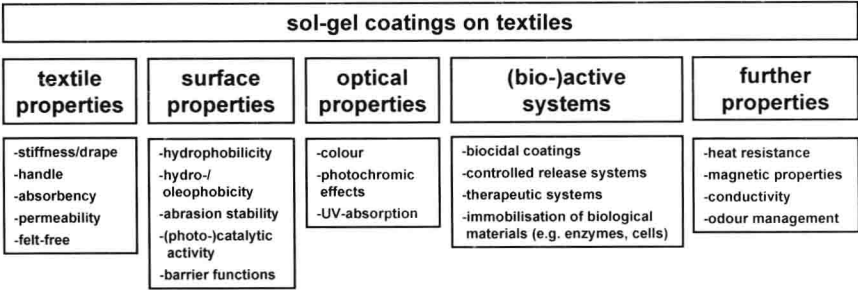 sol-gel coatings on textiles
textile
properties
-stiffness/drape
-handle
-absorbency
-permeability
-felt-free
surface
properties
-hydrophobilicity
-hydro-/
oleophobicity
-abrasion stability
-(photo-)catalytic
activity
-barrier functions
optical
properties
-colour
-photochromic
effects
-UV-absorption
(bio-)active
systems
-biocidal coatings
-controlled release systems
-therapeutic systems
-immobilisation of biological
materials (e.g. enzymes, cells)
further
properties
-heat resistance
-magnetic properties
-conductivity
-odour management